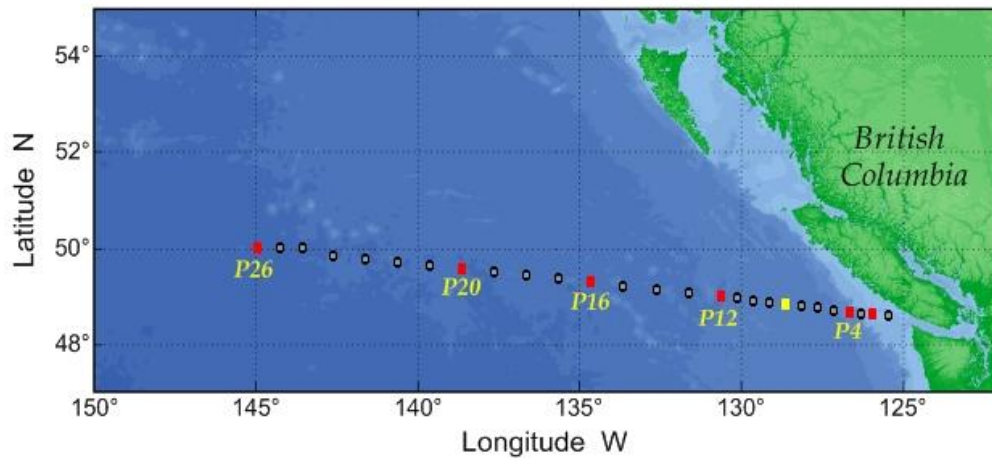 54°
52°
50°
48°
Latitude N
British
Columbia
P26
P20
P16
P12
P4
150°
145°
140°
135°
130°
125°
Longitude W